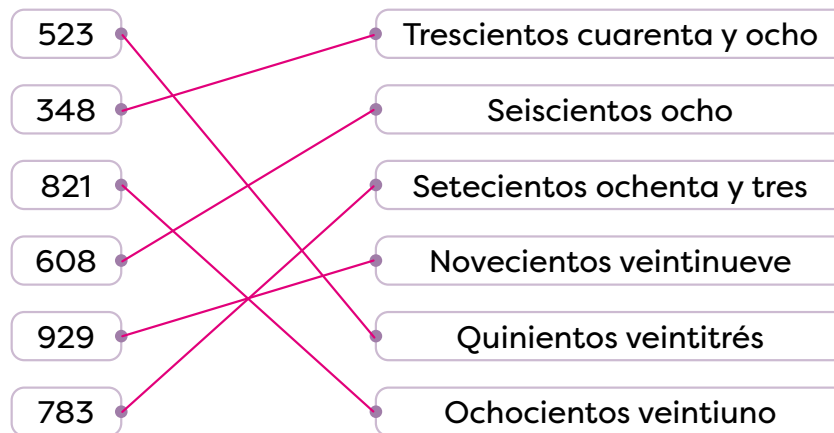 523 Trescientos cuarenta y ocho
348 Seiscientos ocho
821 Setecientos ochenta y tres
608 Novecientos veintinueve
929 Quinientos veintitrés
783 Ochocientos veintiuno